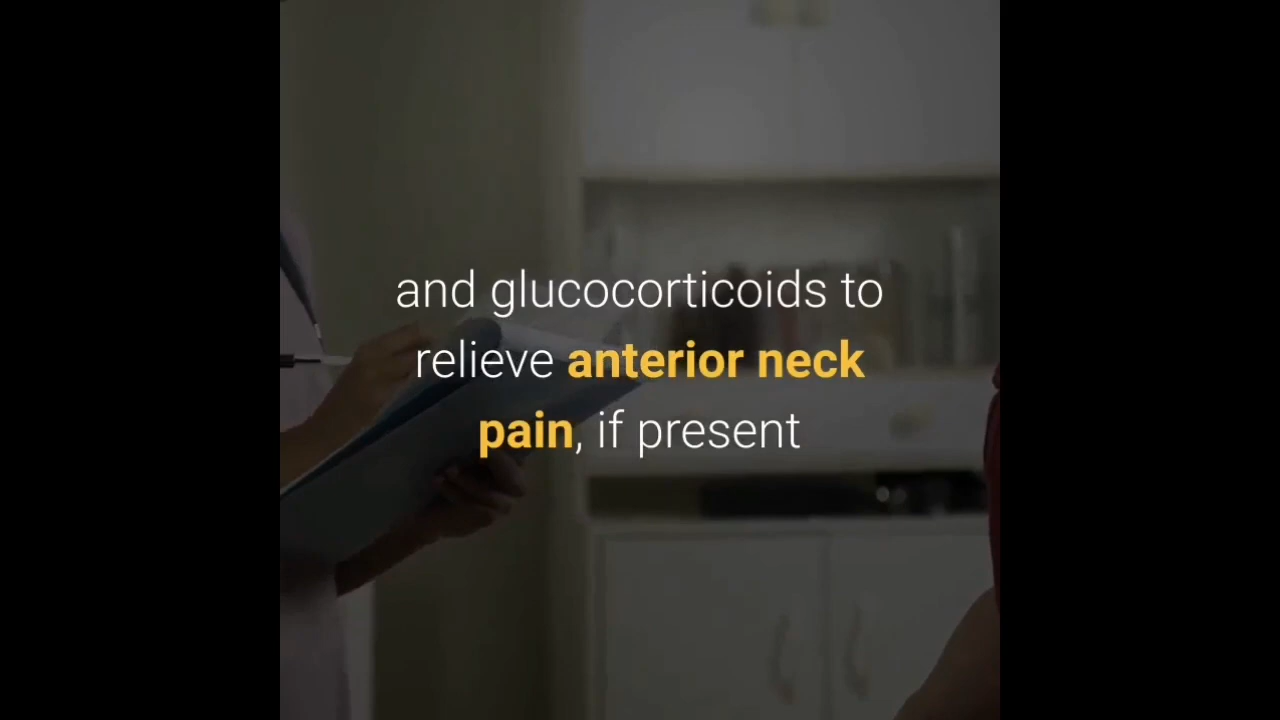 and glucocorticoids to
relieve anterior neck
pain, if present